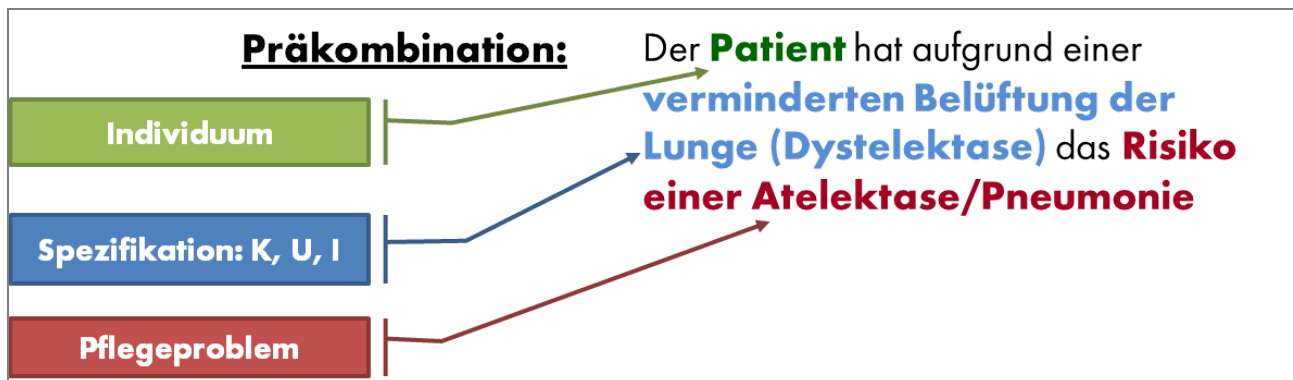 Präkombination:
Individuum
Spezifikation: K, U, I
Pflegeproblem
Der Patient hat aufgrund einer
verminderten Belüftung der
Lunge (Dystelektase) das Risiko
einer Atelektase/Pneumonie